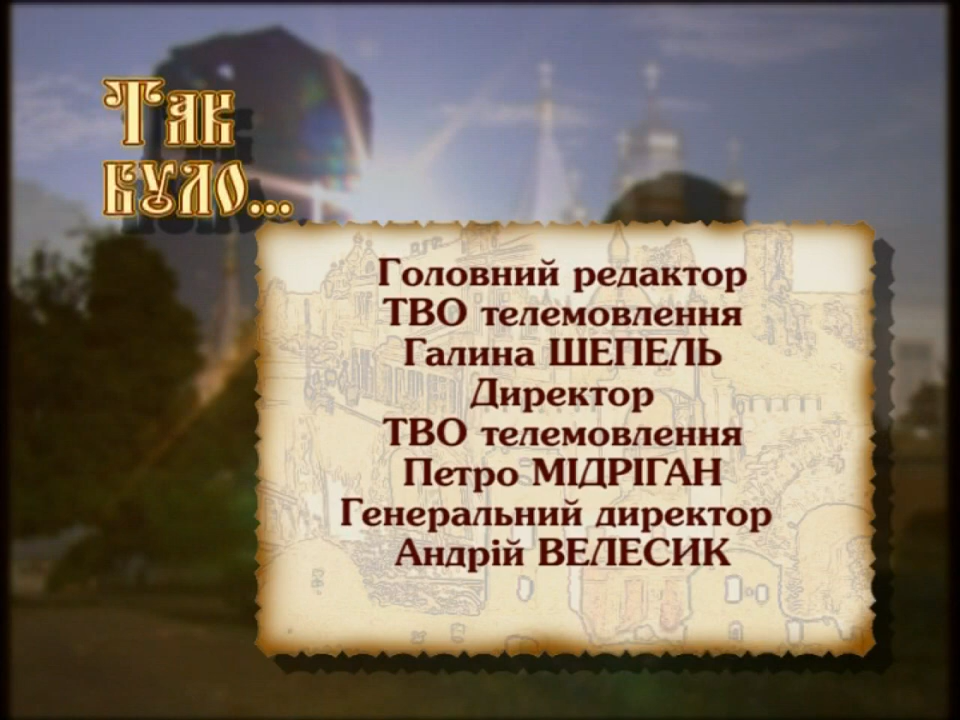 Так
було...
Головний редактор
ТВО телемовлення
Галина ШЕПЕЛЬ
Директор
ТВО телемовлення
Петро МІДРІГАН
Генеральний директор
Андрій ВЕЛЕСИК